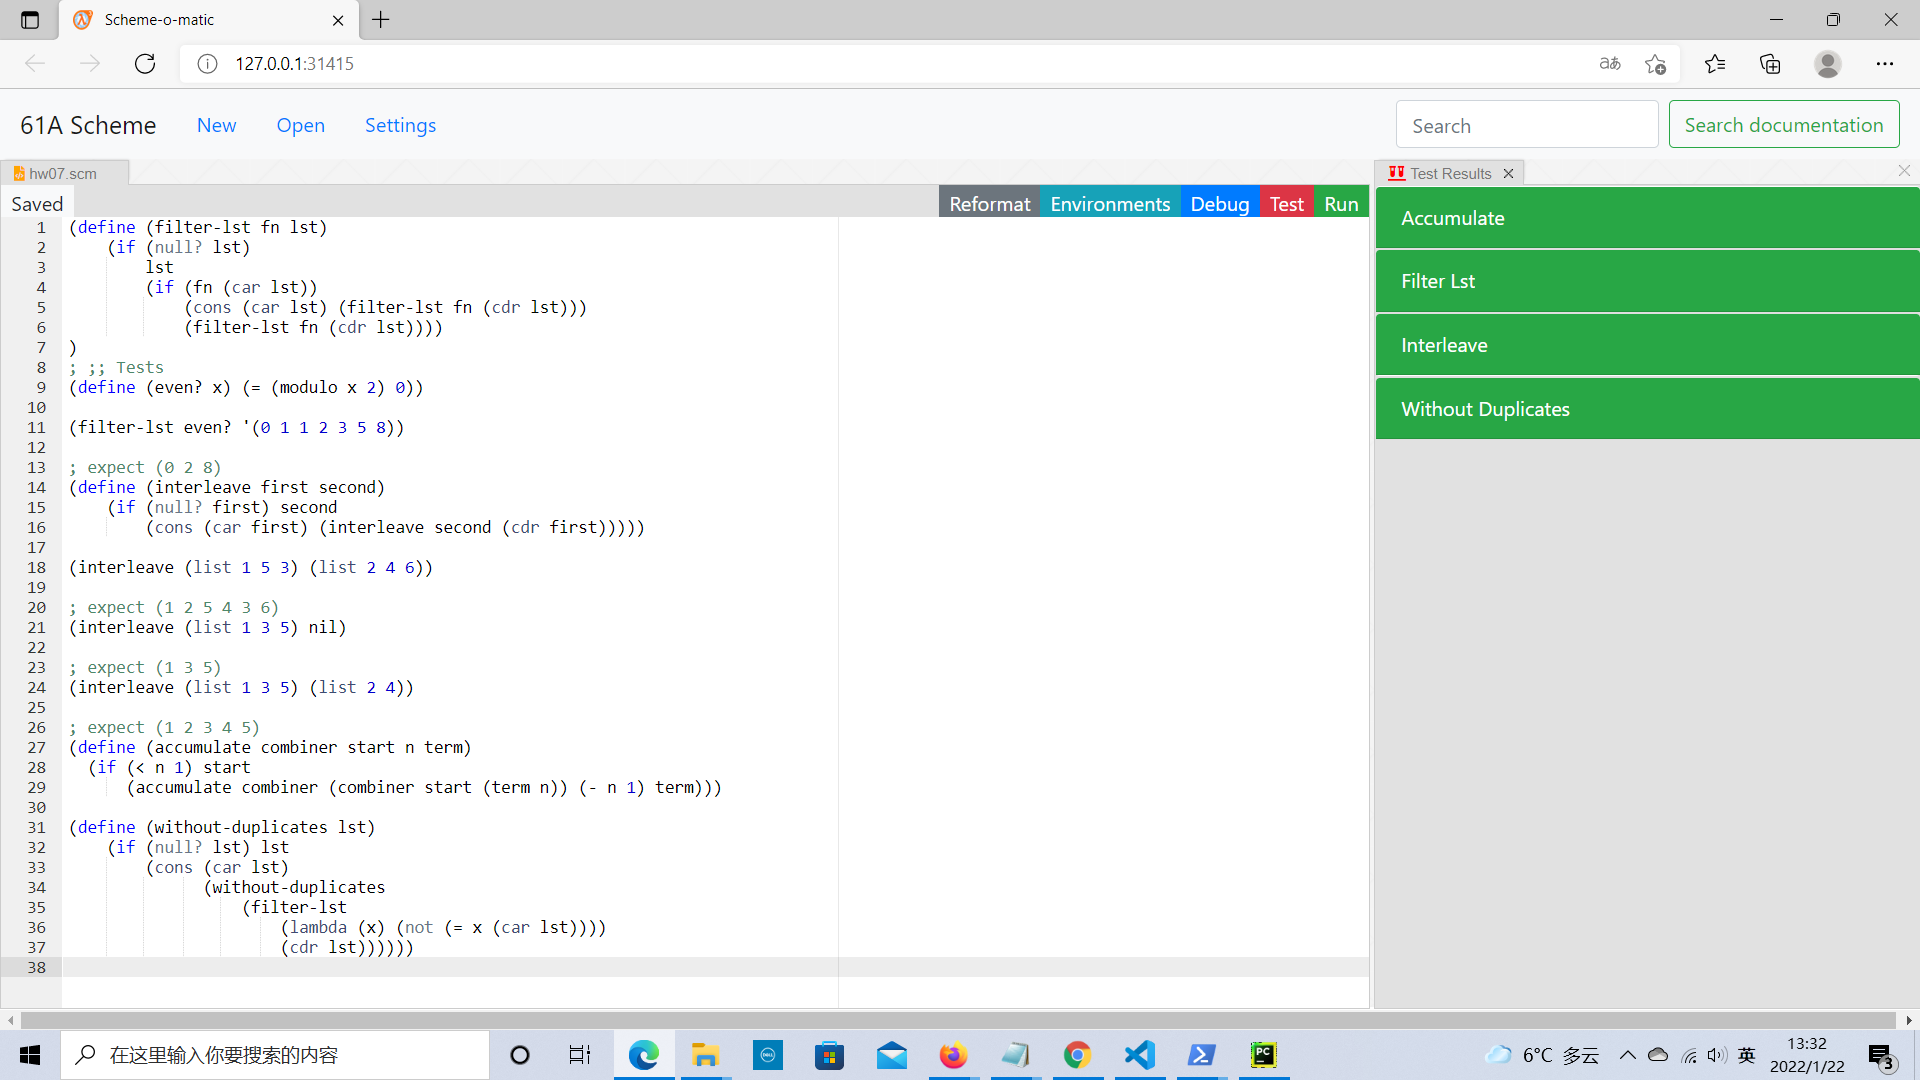 Scheme-o-matic
127.0.0.1:31415
61A Scheme New Open Settings Search Search documentation
hw07.scm
Saved Reformat Environments Debug Test Run
1 (define (filter-lst fn lst)
2 (if (null? lst)
3 lst
4 (if (fn (car lst))
5 (cons (car lst) (filter-lst fn (cdr lst)))
6 (filter-lst fn (cdr lst))))
7 )
8 ; ;; Tests
9 (define (even? x) (= (modulo x 2) 0))
10
11 (filter-lst even? '(0 1 1 2 3 5 8))
12
13 ; expect (0 2 8)
14 (define (interleave first second)
15 (if (null? first) second
16 (cons (car first) (interleave second (cdr first)))))
17
18 (interleave (list 1 5 3) (list 2 4 6))
19
20 ; expect (1 2 5 4 3 6)
21 (interleave (list 1 3 5) nil)
22
23 ; expect (1 3 5)
24 (interleave (list 1 3 5) (list 2 4))
25
26 ; expect (1 2 3 4 5)
27 (define (accumulate combiner start n term)
28 (if (< n 1) start
29 (accumulate combiner (combiner start (term n)) (- n 1) term)))
30
31 (define (without-duplicates lst)
32 (if (null? lst) lst
33 (cons (car lst)
34 (without-duplicates
35 (filter-lst
36 (lambda (x) (not (= x (car lst))))
37 (cdr lst))))))
38
Test Results
Accumulate
Filter Lst
Interleave
Without Duplicates
在这里输入你要搜索的内容
DELL
PC
6°C 多云
英
13:32
2022/1/22
3